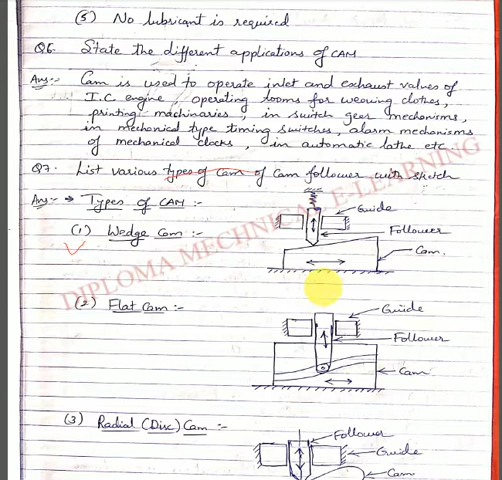 (5) No lubricant is required
Q6. State the different applications of CAM
Ans:- Cam is used to operate inlet and exhaust values of
I.C engine, operating looms for weaving clothes,
printing machinaries, in switch gear mechanisms,
in mechanical type timing switches, alarm mechanisms
of mechanical clocks, in automatic lathe etc
Q7. List various types of Cam of Cam follower with sketch
Ans:- → Types of CAM :-
(1) Wedge Cam :-
Guide
Follower
Cam.
(2) Flat Cam :-
Guide
Follower
Cam
(3) Radial (Disc) Cam :-
Follower
Guide
Cam
DIPLOMA MECHNICAL E-LEARNING